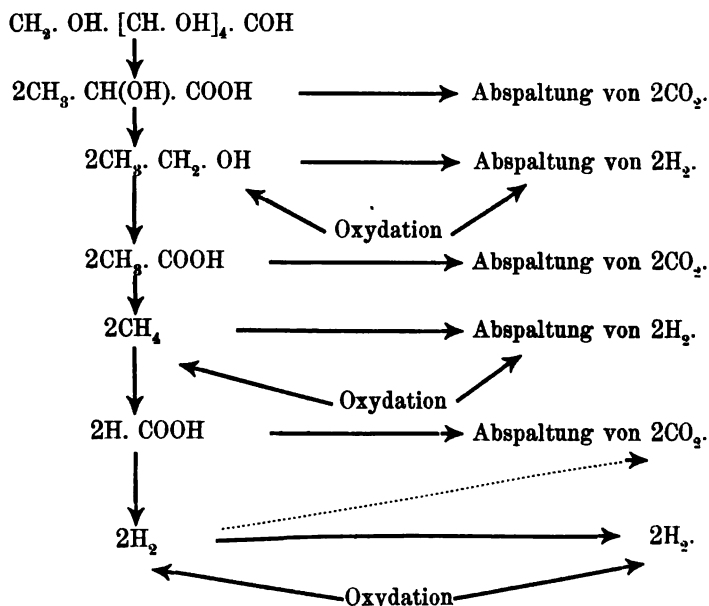 CH₂. OH. [CH. OH]₄. COH
2CH₃. CH(OH). COOH Abspaltung von 2CO₂.
2CH₃. CH₂. OH Abspaltung von 2H₂.
Oxydation
2CH₃. COOH Abspaltung von 2CO₂.
2CH₄ Abspaltung von 2H₂.
Oxydation
2H. COOH Abspaltung von 2CO₂.
2H₂ 2H₂.
Oxydation